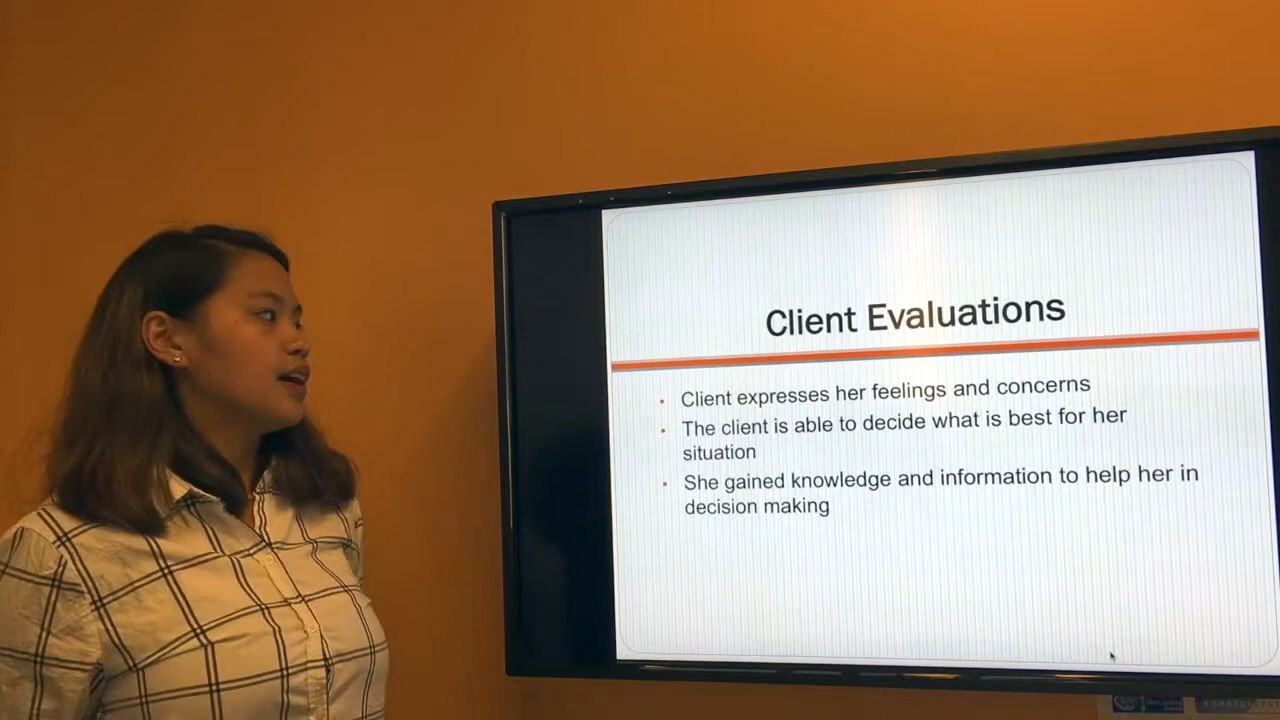 Client Evaluations
Client expresses her feelings and concerns
The client is able to decide what is best for her
situation
She gained knowledge and information to help her in
decision making